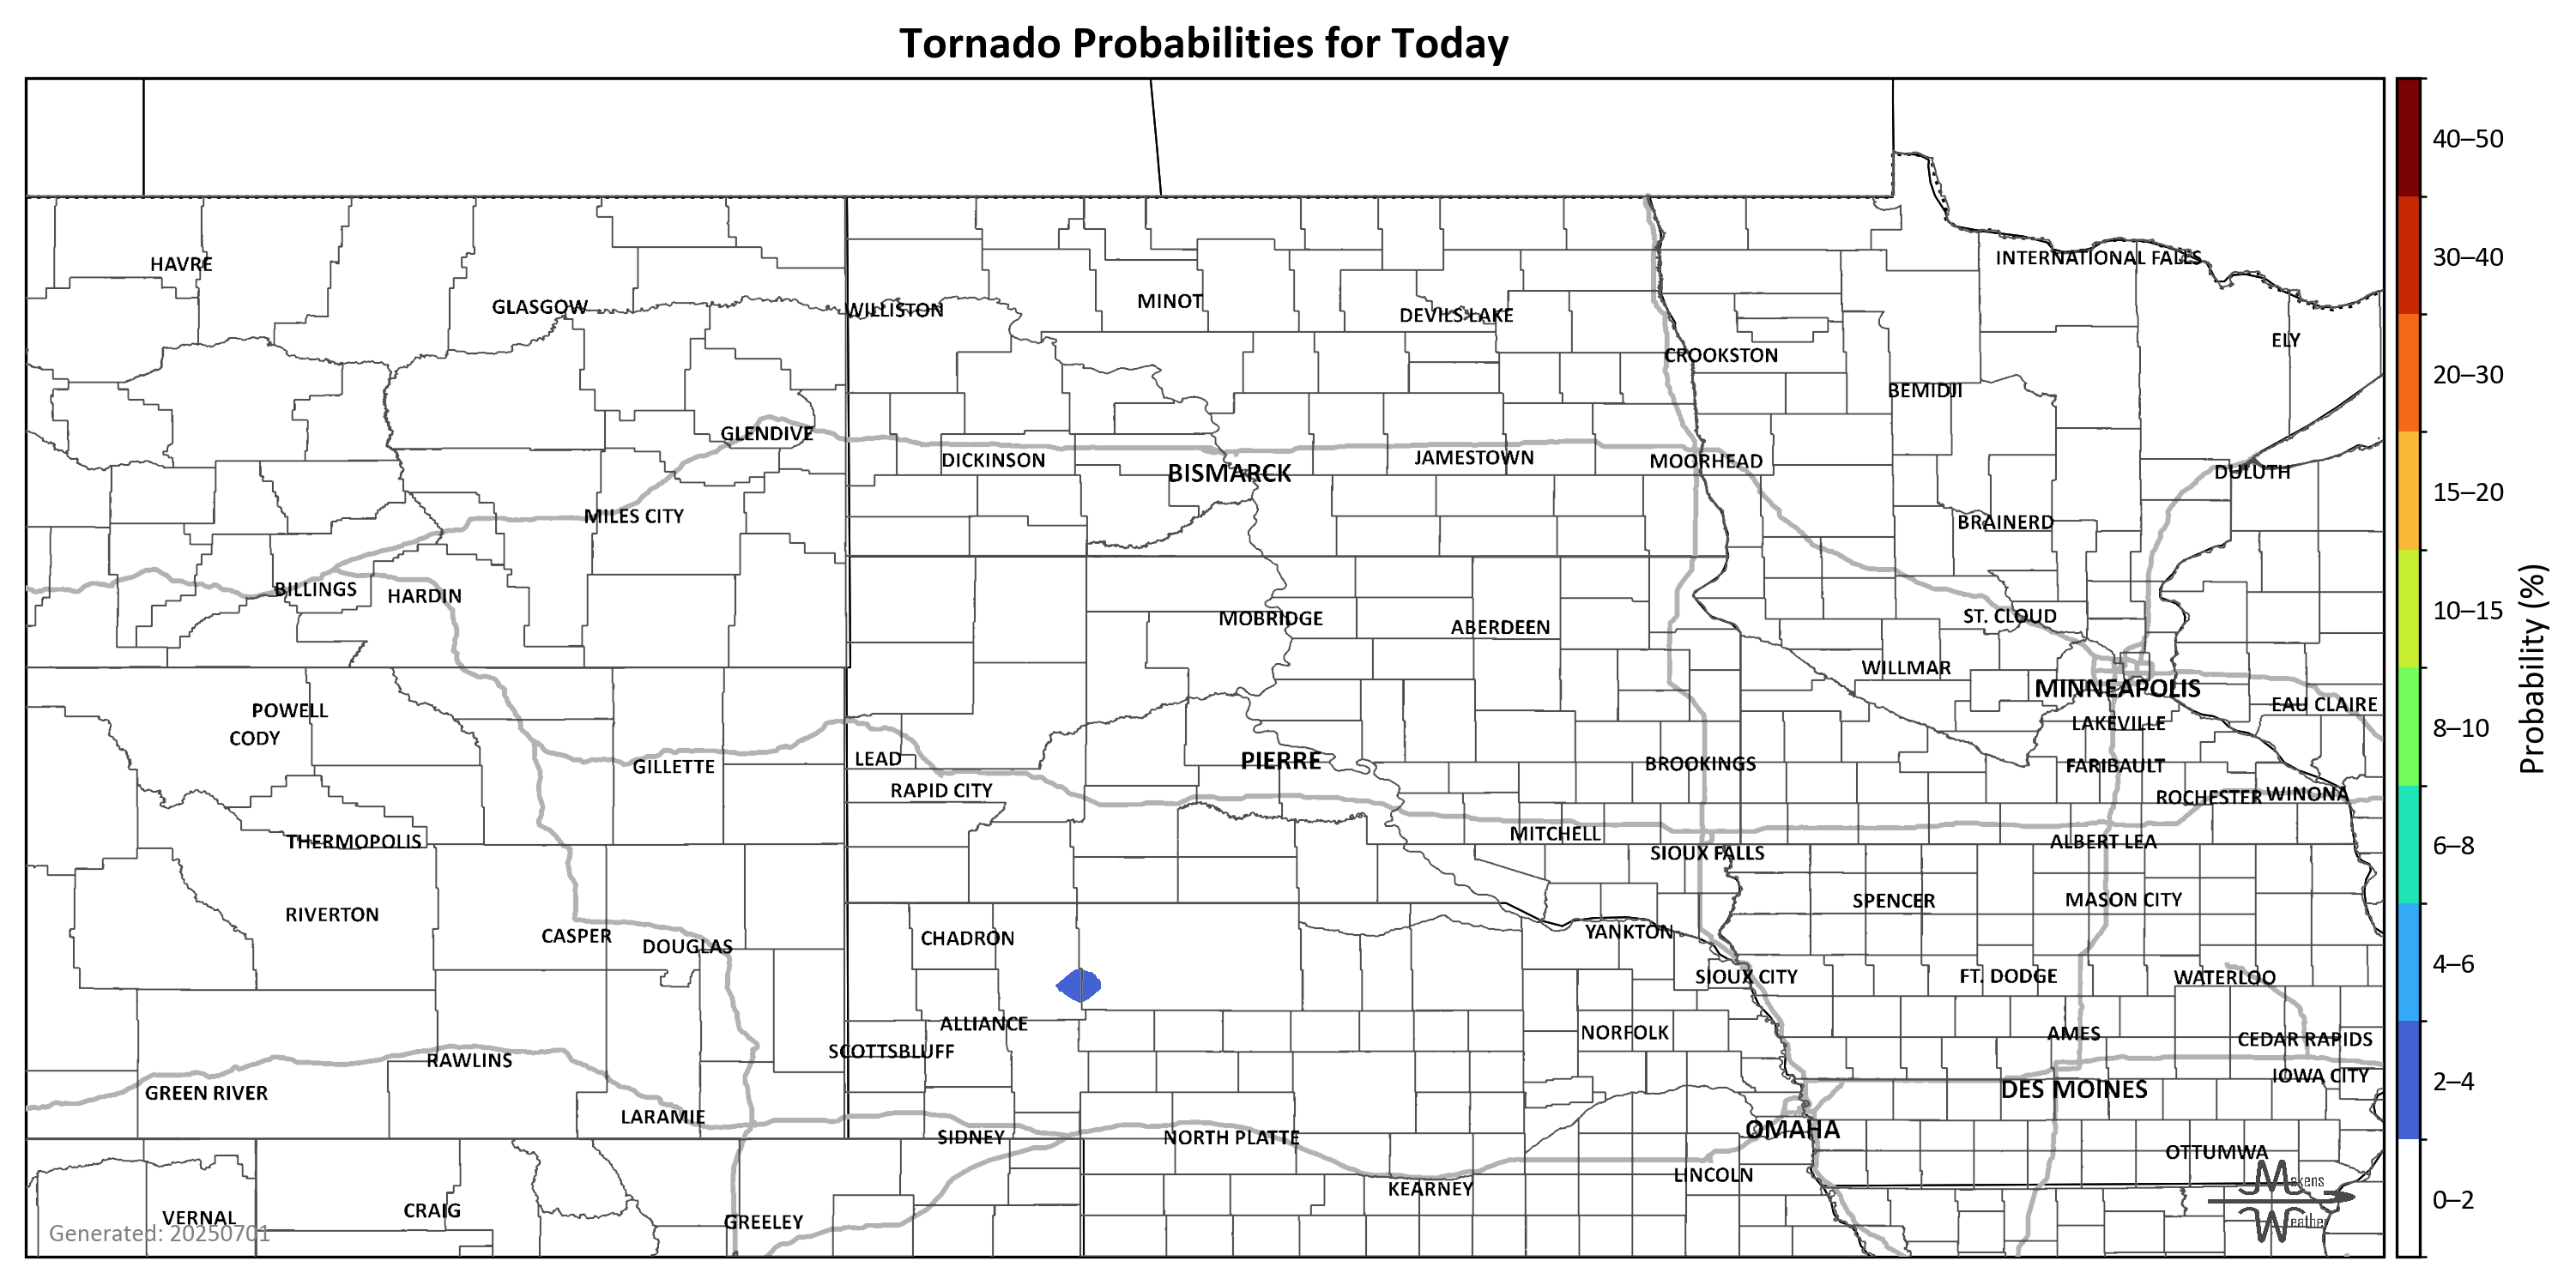 Tornado Probabilities for Today
HAVRE
GLASGOW
WILLISTON
MINOT
DEVILS LAKE
INTERNATIONAL FALLS
ELY
CROOKSTON
BEMIDJI
GLENDIVE
DICKINSON
BISMARCK
JAMESTOWN
MOORHEAD
DULUTH
MILES CITY
BRAINERD
BILLINGS
HARDIN
MOBRIDGE
ABERDEEN
ST. CLOUD
WILLMAR
MINNEAPOLIS
POWELL
CODY
EAU CLAIRE
LAKEVILLE
GILLETTE
LEAD
PIERRE
BROOKINGS
FARIBAULT
RAPID CITY
ROCHESTER
WINONA
THERMOPOLIS
MITCHELL
ALBERT LEA
SIOUX FALLS
RIVERTON
SPENCER
MASON CITY
CASPER
DOUGLAS
CHADRON
YANKTON
SIOUX CITY
FT. DODGE
WATERLOO
ALLIANCE
NORFOLK
AMES
CEDAR RAPIDS
SCOTTSBLUFF
RAWLINS
GREEN RIVER
DES MOINES
IOWA CITY
LARAMIE
SIDNEY
NORTH PLATTE
OMAHA
OTTUMWA
LINCOLN
KEARNEY
VERNAL
CRAIG
GREELEY
Generated: 20250701
Makens
Weather
40–50
30–40
20–30
15–20
10–15
8–10
6–8
4–6
2–4
0–2
Probability (%)